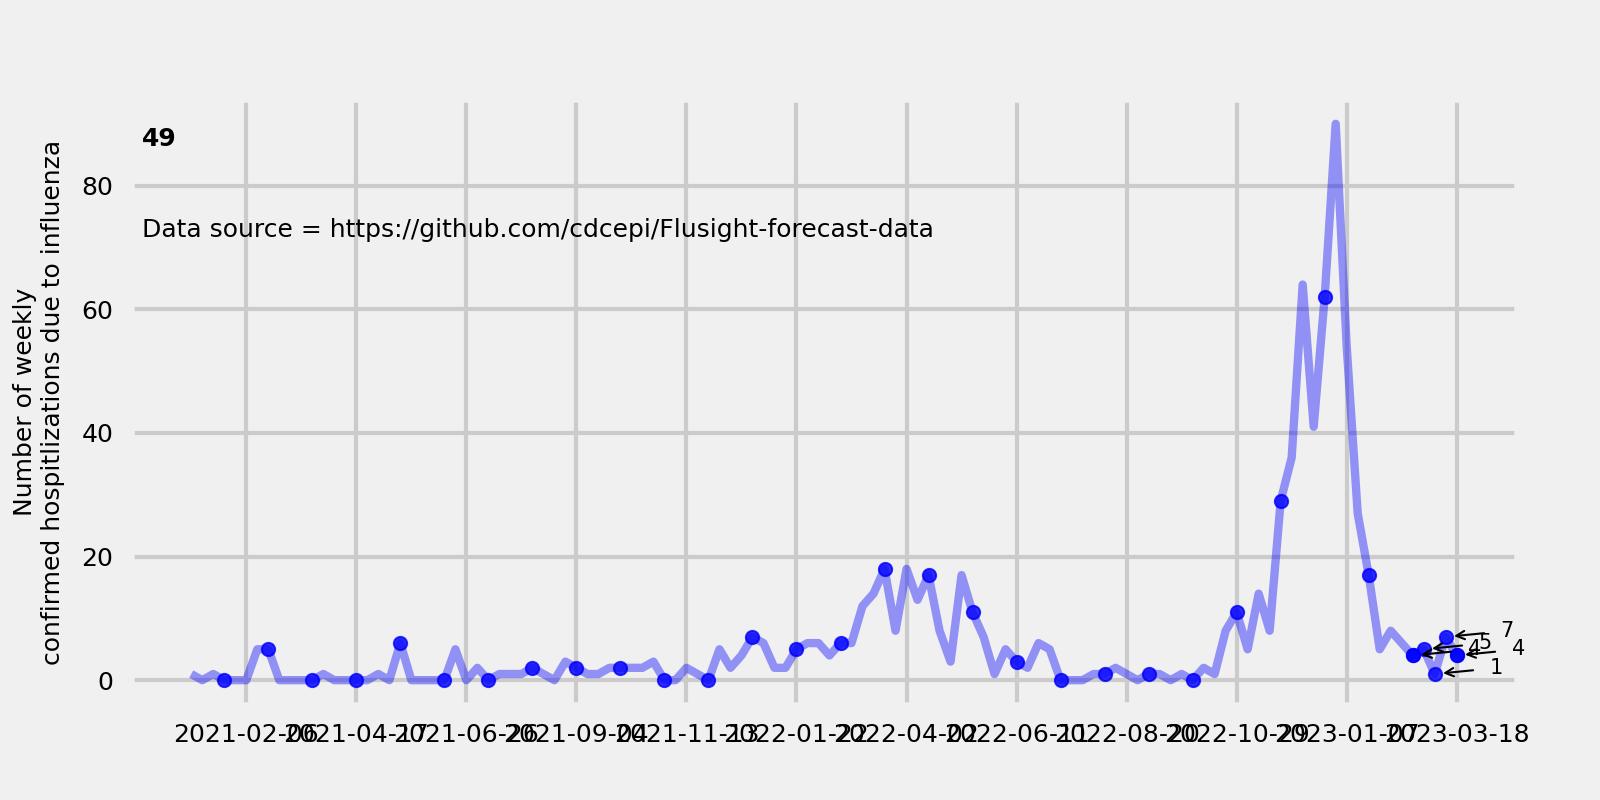 49
80
Data source = https://github.com/cdcepi/Flusight-forecast-data
60
40
20
0
Number of weekly
confirmed hospitlizations due to influenza
7
4 5 4
1
2021-02-06 2021-04-17 2021-06-26 2021-09-04 2021-11-13 2022-01-22 2022-04-02 2022-06-11 2022-08-20 2022-10-29 2023-01-07 2023-03-18